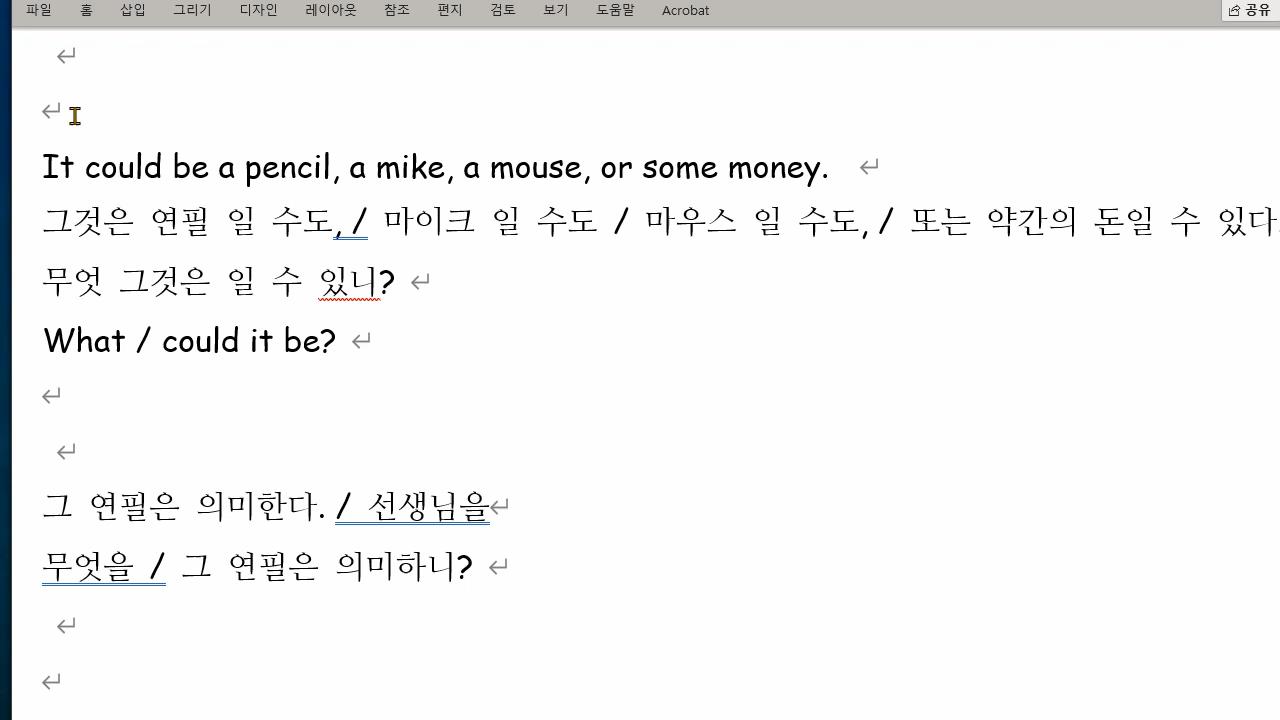 파일 홈 삽입 그리기 디자인 레이아웃 참조 편지 검토 보기 도움말 Acrobat 공유
It could be a pencil, a mike, a mouse, or some money.
그것은 연필 일 수도, / 마이크 일 수도 / 마우스 일 수도, / 또는 약간의 돈일 수 있다.
무엇 그것은 일 수 있니?
What / could it be?
그 연필은 의미한다. / 선생님을
무엇을 / 그 연필은 의미하니?